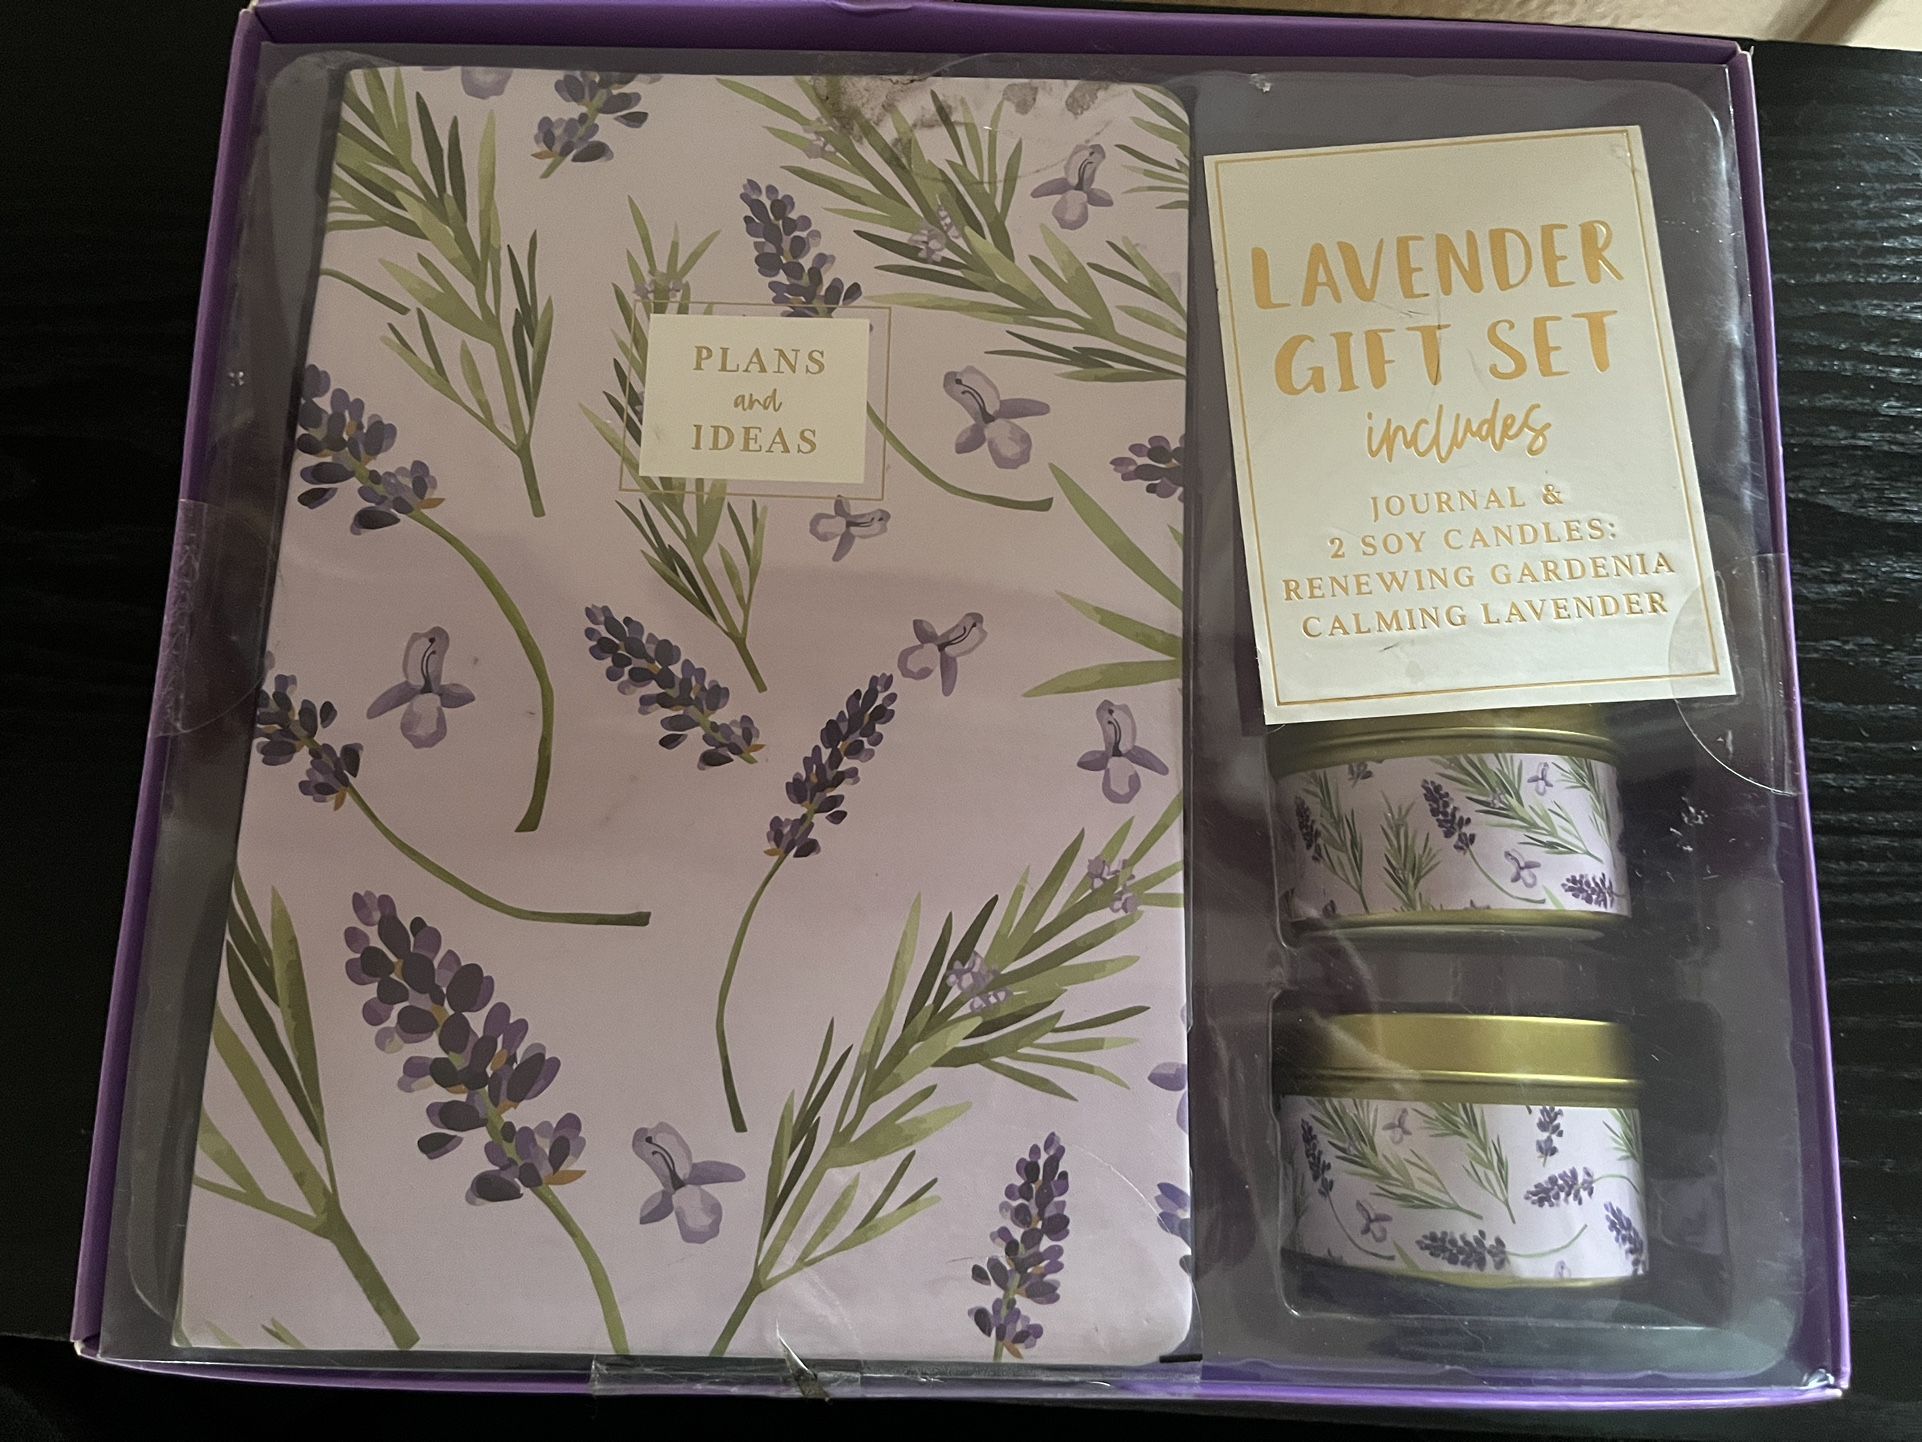 PLANS
and
IDEAS
LAVENDER
GIFT SET
includes
JOURNAL &
2 SOY CANDLES:
RENEWING GARDENIA
CALMING LAVENDER